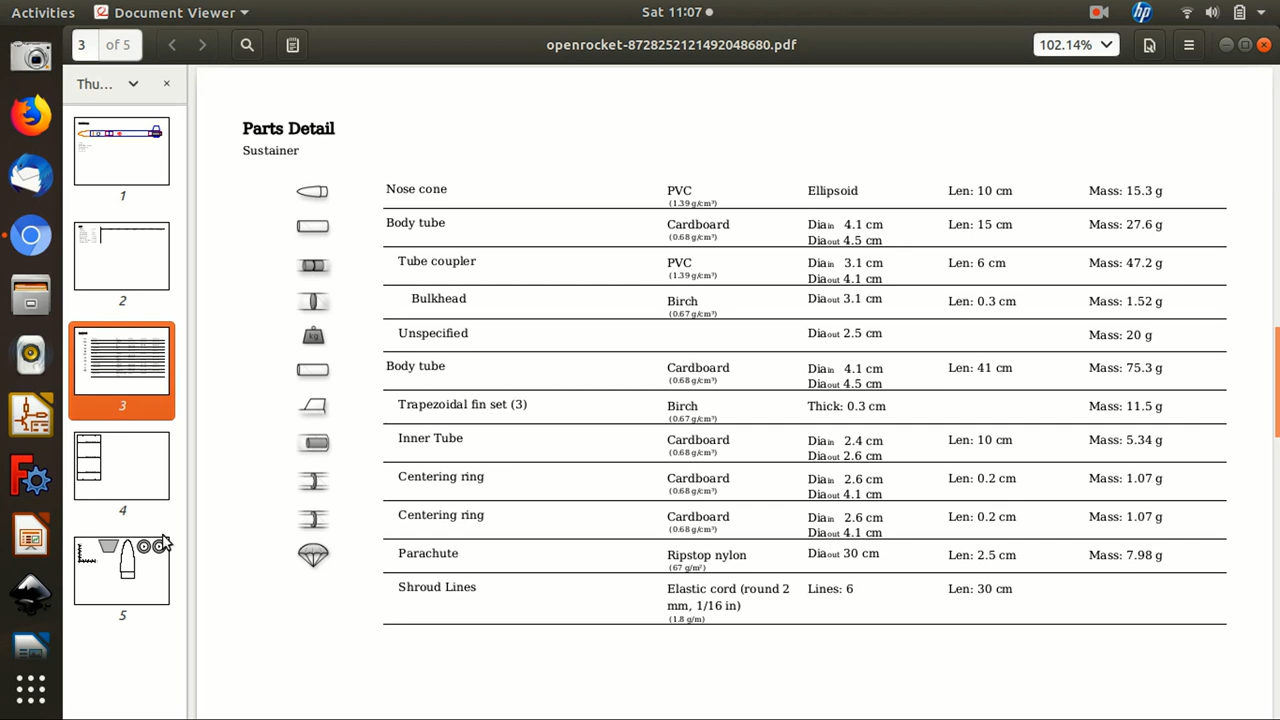 Activities Document Viewer Sat 11:07
3 of 5 openrocket-8728252121492048680.pdf 102.14%
Thu...
1
2
3
4
5
Parts Detail
Sustainer
Nose cone PVC Ellipsoid Len: 10 cm Mass: 15.3 g
(1.39 g/cm³)
Body tube Cardboard Diain 4.1 cm Len: 15 cm Mass: 27.6 g
(0.68 g/cm³) Diaout 4.5 cm
Tube coupler PVC Diain 3.1 cm Len: 6 cm Mass: 47.2 g
(1.39 g/cm³) Diaout 4.1 cm
Bulkhead Birch Diaout 3.1 cm Len: 0.3 cm Mass: 1.52 g
(0.67 g/cm³)
kg
Unspecified Diaout 2.5 cm Mass: 20 g
Body tube Cardboard Diain 4.1 cm Len: 41 cm Mass: 75.3 g
(0.68 g/cm³) Diaout 4.5 cm
Trapezoidal fin set (3) Birch Thick: 0.3 cm Mass: 11.5 g
(0.67 g/cm³)
Inner Tube Cardboard Diain 2.4 cm Len: 10 cm Mass: 5.34 g
(0.68 g/cm³) Diaout 2.6 cm
Centering ring Cardboard Diain 2.6 cm Len: 0.2 cm Mass: 1.07 g
(0.68 g/cm³) Diaout 4.1 cm
Centering ring Cardboard Diain 2.6 cm Len: 0.2 cm Mass: 1.07 g
(0.68 g/cm³) Diaout 4.1 cm
Parachute Ripstop nylon Diaout 30 cm Len: 2.5 cm Mass: 7.98 g
(67 g/m²)
Shroud Lines Elastic cord (round 2 Lines: 6 Len: 30 cm
mm, 1/16 in)
(1.8 g/m)
hp